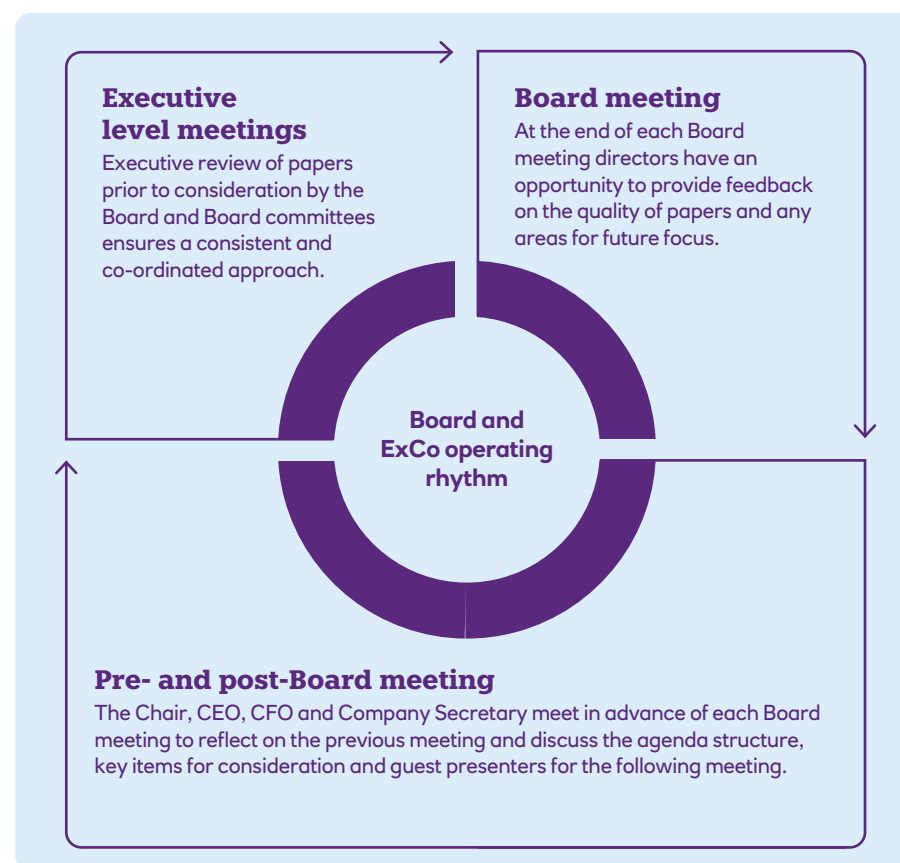 Executive
level meetings
Executive review of papers
prior to consideration by the
Board and Board committees
ensures a consistent and
co-ordinated approach.
Board meeting
At the end of each Board
meeting directors have an
opportunity to provide feedback
on the quality of papers and any
areas for future focus.
Board and
ExCo operating
rhythm
Pre- and post-Board meeting
The Chair, CEO, CFO and Company Secretary meet in advance of each Board
meeting to reflect on the previous meeting and discuss the agenda structure,
key items for consideration and guest presenters for the following meeting.